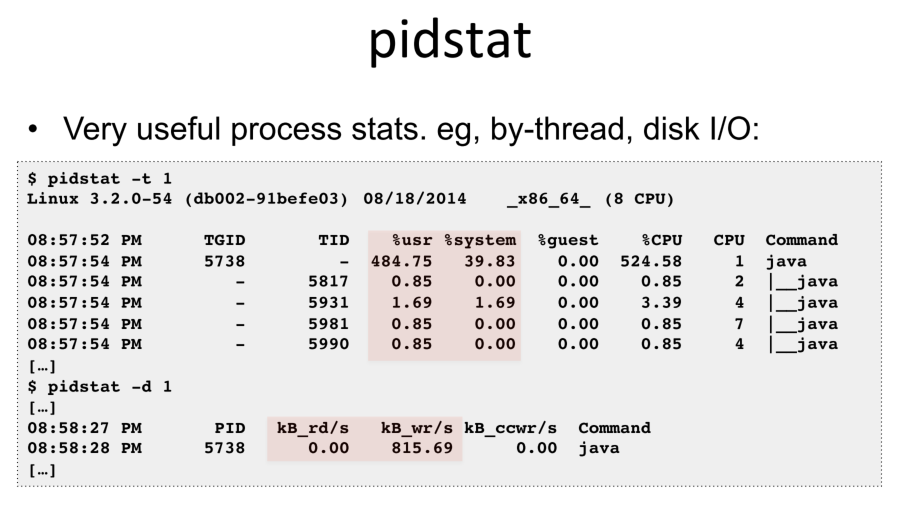 pidstat
• Very useful process stats. eg, by-thread, disk I/O:
$ pidstat -t 1
Linux 3.2.0-54 (db002-91befe03) 08/18/2014 _x86_64_ (8 CPU)
08:57:52 PM TGID TID %usr %system %guest %CPU CPU Command
08:57:54 PM 5738 - 484.75 39.83 0.00 524.58 1 java
08:57:54 PM - 5817 0.85 0.00 0.00 0.85 2 |__java
08:57:54 PM - 5931 1.69 1.69 0.00 3.39 4 |__java
08:57:54 PM - 5981 0.85 0.00 0.00 0.85 7 |__java
08:57:54 PM - 5990 0.85 0.00 0.00 0.85 4 |__java
[…]
$ pidstat -d 1
[…]
08:58:27 PM PID kB_rd/s kB_wr/s kB_ccwr/s Command
08:58:28 PM 5738 0.00 815.69 0.00 java
[…]